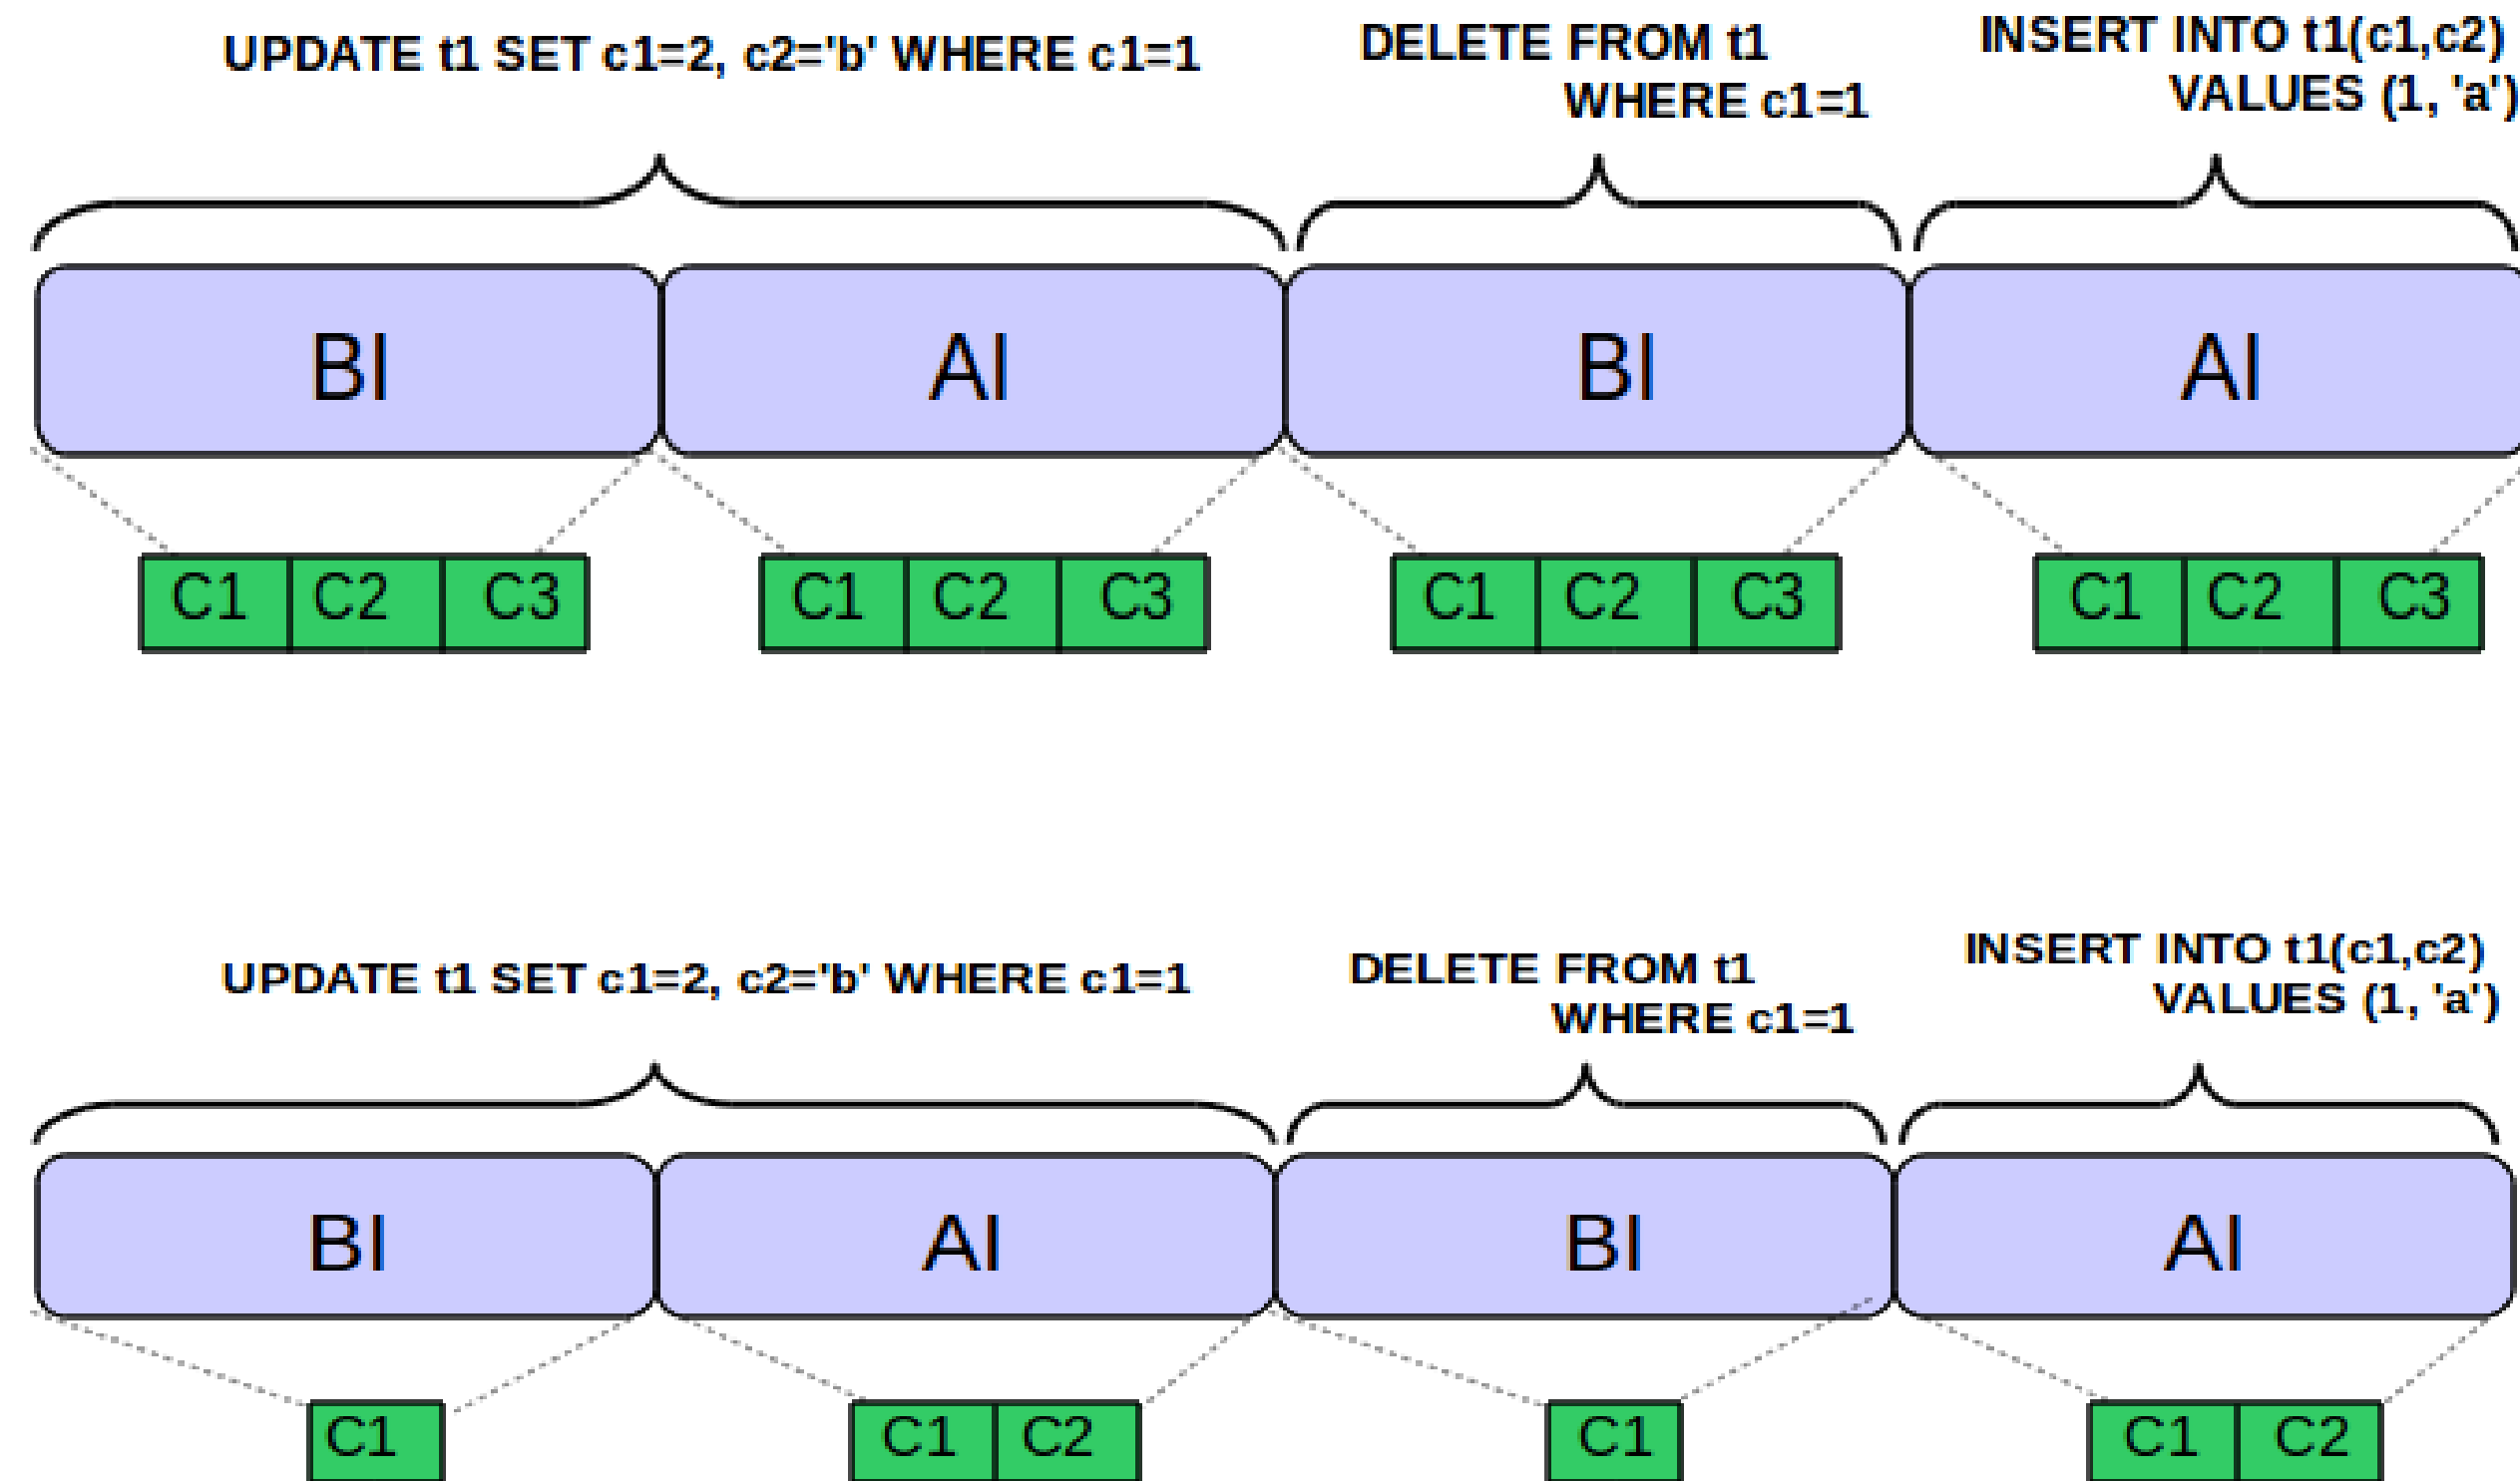 UPDATE t1 SET c1=2, c2='b' WHERE c1=1
DELETE FROM t1
WHERE c1=1
INSERT INTO t1(c1,c2)
VALUES (1, 'a')
BI
AI
BI
AI
C1 C2 C3
C1 C2 C3
C1 C2 C3
C1 C2 C3
UPDATE t1 SET c1=2, c2='b' WHERE c1=1
DELETE FROM t1
WHERE c1=1
INSERT INTO t1(c1,c2)
VALUES (1, 'a')
BI
AI
BI
AI
C1
C1 C2
C1
C1 C2